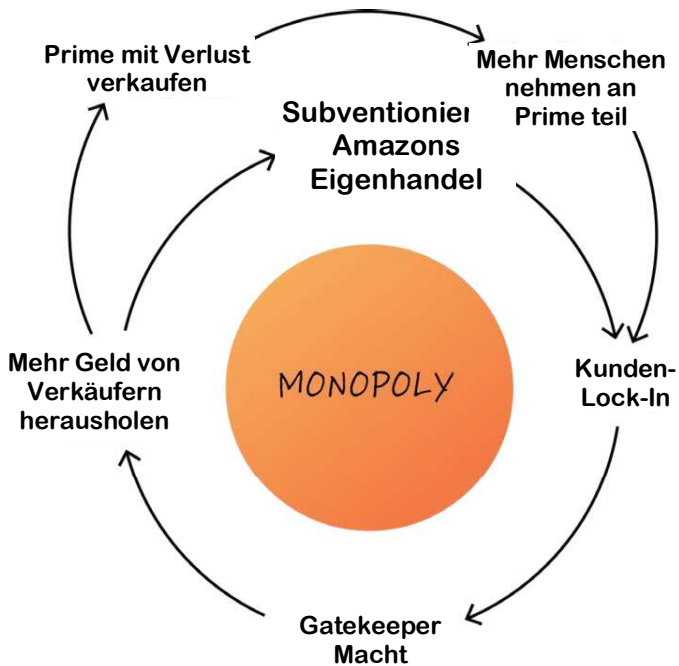 Prime mit Verlust
verkaufen
Mehr Menschen
nehmen an
Prime teil
Subventionier
Amazons
Eigenhandel
MONOPOLY
Mehr Geld von
Verkäufern
herausholen
Kunden-
Lock-In
Gatekeeper
Macht